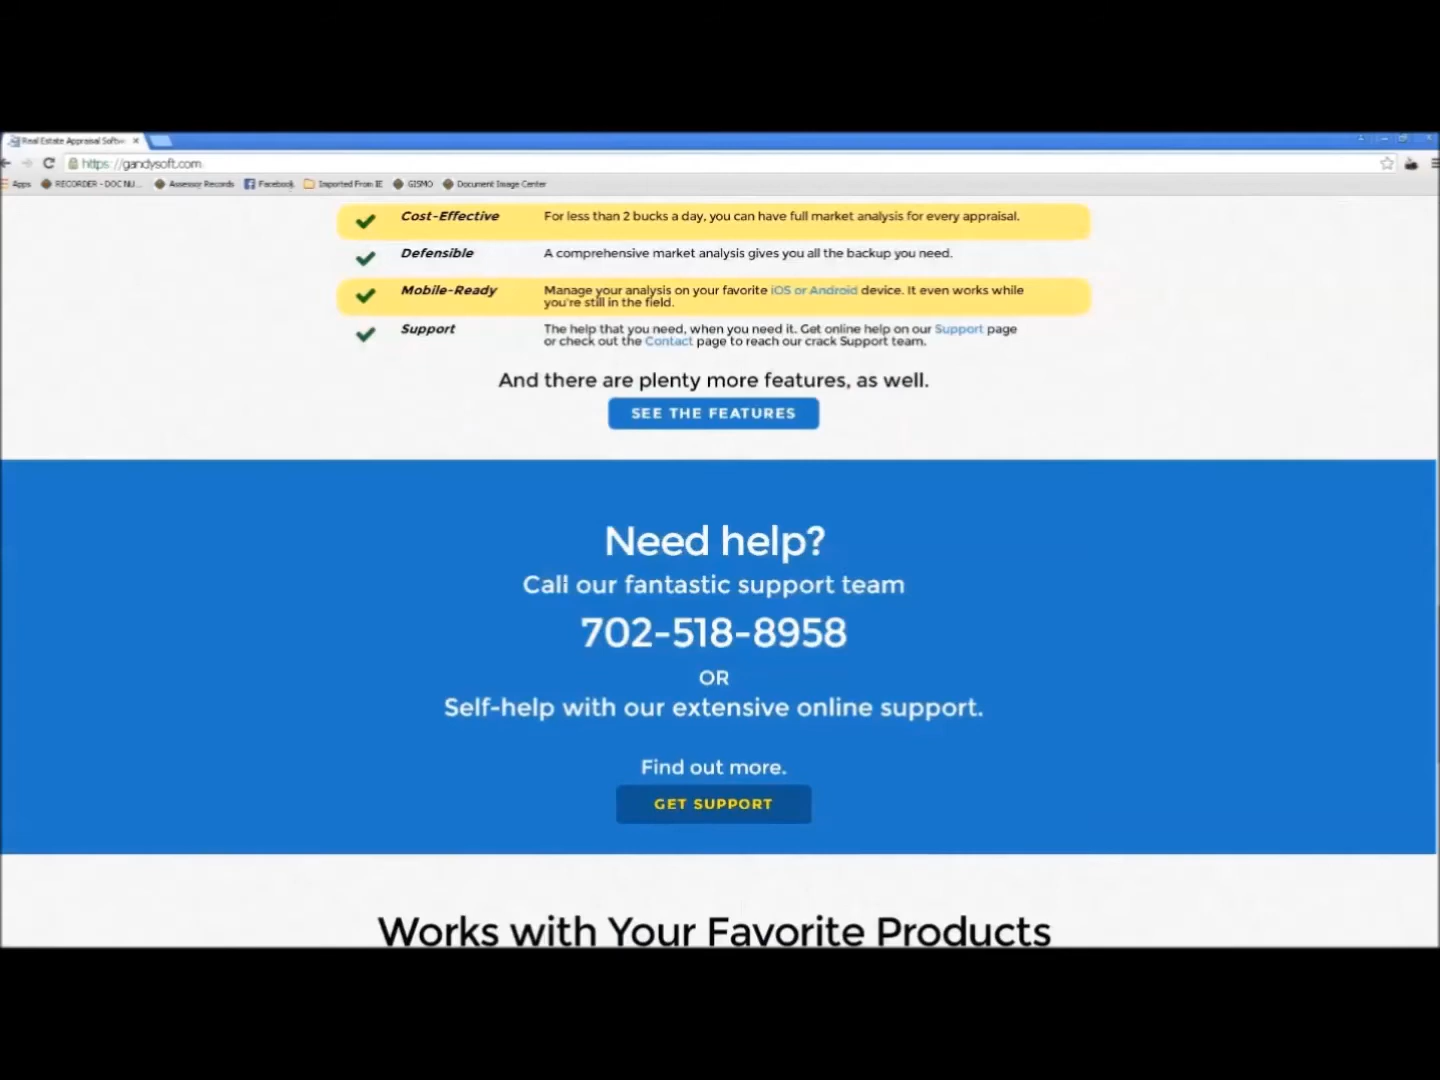 Real Estate Appraisal Softw
https://gandysoft.com
Apps RECORDER - DOC NU... Assessor Records Facebook Imported From IE GISMO Document Image Center
Cost-Effective For less than 2 bucks a day, you can have full market analysis for every appraisal.
Defensible A comprehensive market analysis gives you all the backup you need.
Mobile-Ready Manage your analysis on your favorite iOS or Android device. It even works while
you're still in the field.
Support The help that you need, when you need it. Get online help on our Support page
or check out the Contact page to reach our crack Support team.
And there are plenty more features, as well.
SEE THE FEATURES
Need help?
Call our fantastic support team
702-518-8958
OR
Self-help with our extensive online support.
Find out more.
GET SUPPORT
Works with Your Favorite Products